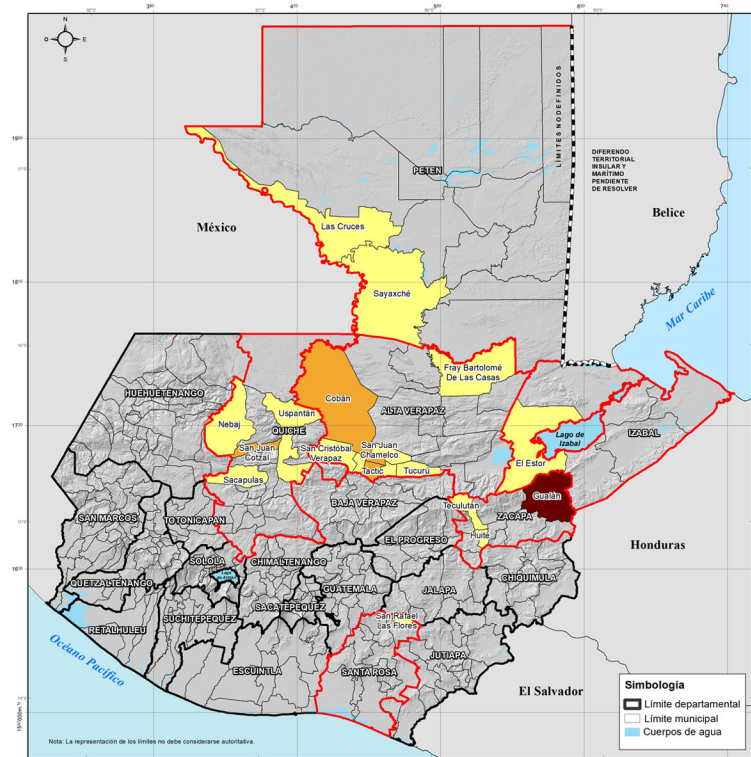 N
E
S
O
México
Belice
DIFERENDO
TERRITORIAL
INSULAR Y
MARÍTIMO
PENDIENTE
DE RESOLVER
LIMITES NO DEFINIDOS
PETEN
Las Cruces
Sayaxché
Mar Caribe
Fray Bartolomé
De Las Casas
HUEHUETENANGO
Cobán
ALTA VERAPAZ
Nebaj
Uspantán
QUICHE
San Juan
Cotzal
San Cristóbal
Verapaz
San Juan
Chamelco
Tactic
Tucurú
Sacapulas
Lago de
Izabal
IZABAL
El Estor
Gualán
BAJA VERAPAZ
Teculután
ZACAPA
Huité
SAN MARCOS
TOTONICAPAN
EL PROGRESO
Honduras
QUETZALTENANGO
SOLOLA
CHIMALTENANGO
GUATEMALA
JALAPA
CHIQUIMULA
SACATEPEQUEZ
SUCHITEPEQUEZ
RETALHULEU
San Rafael
Las Flores
ESCUINTLA
SANTA ROSA
JUTIAPA
Océano Pacífico
El Salvador
Simbología
Límite departamental
Límite municipal
Cuerpos de agua
Nota: La representación de los límites no debe considerarse autoritativa.